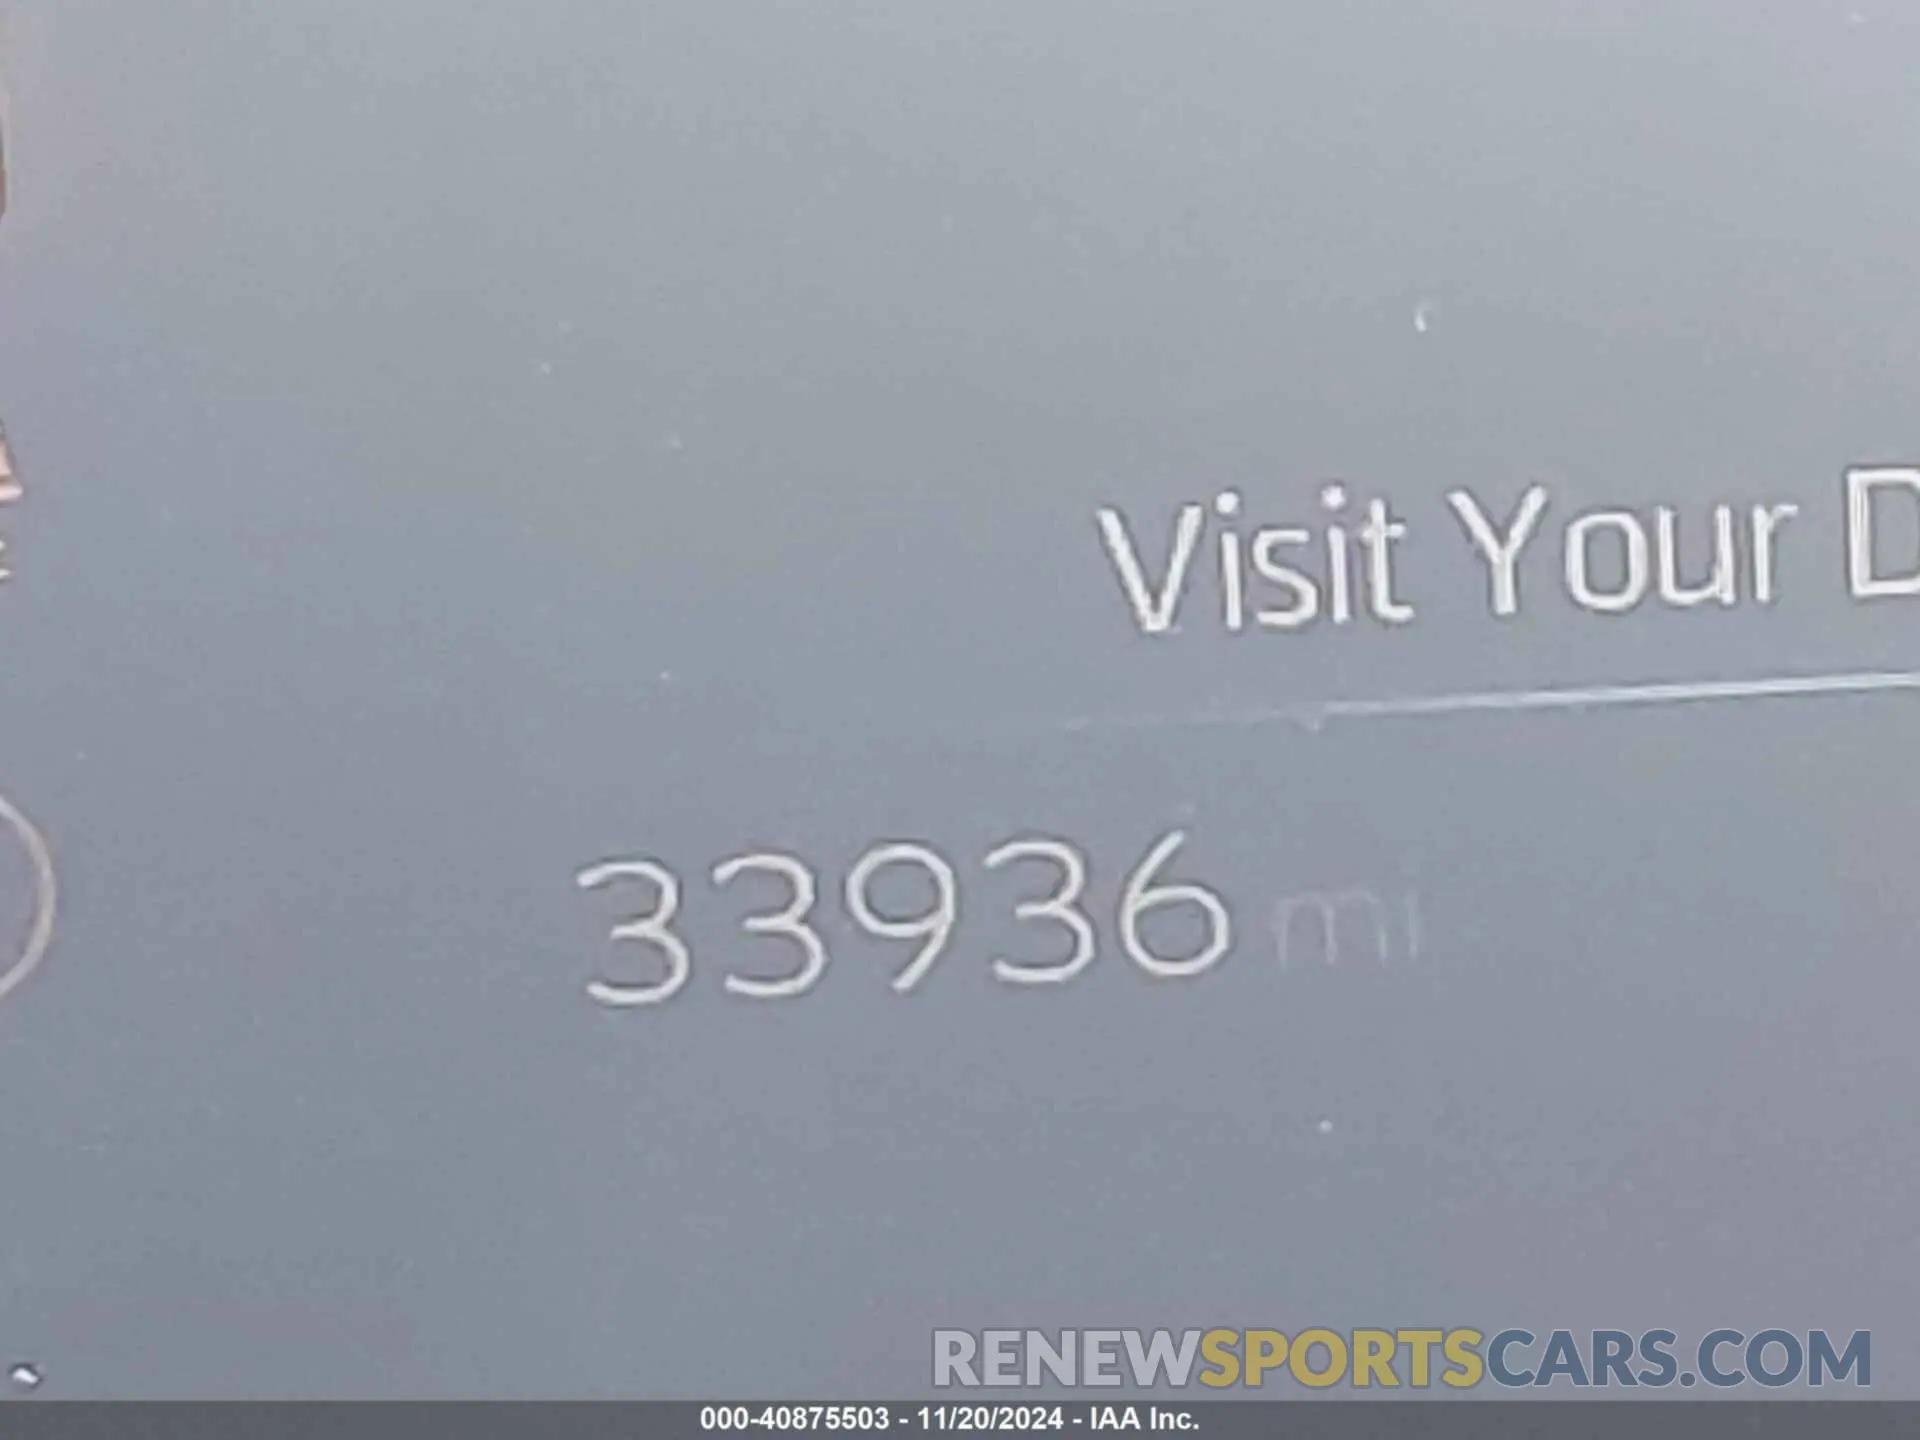 Visit Your D
33936 mi
RENEWSPORTSCARS.COM
000-40875503 - 11/20/2024 - IAA Inc.